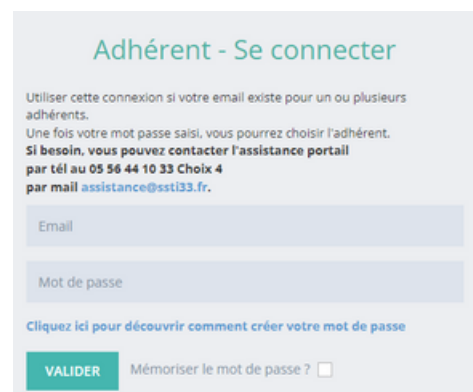 Adhérent - Se connecter
Utiliser cette connexion si votre email existe pour un ou plusieurs
adhérents.
Une fois votre mot passe saisi, vous pourrez choisir l'adhérent.
Si besoin, vous pouvez contacter l'assistance portail
par tél au 05 56 44 10 33 Choix 4
par mail assistance@ssti33.fr.
Email
Mot de passe
Cliquez ici pour découvrir comment créer votre mot de passe
VALIDER Mémoriser le mot de passe ?